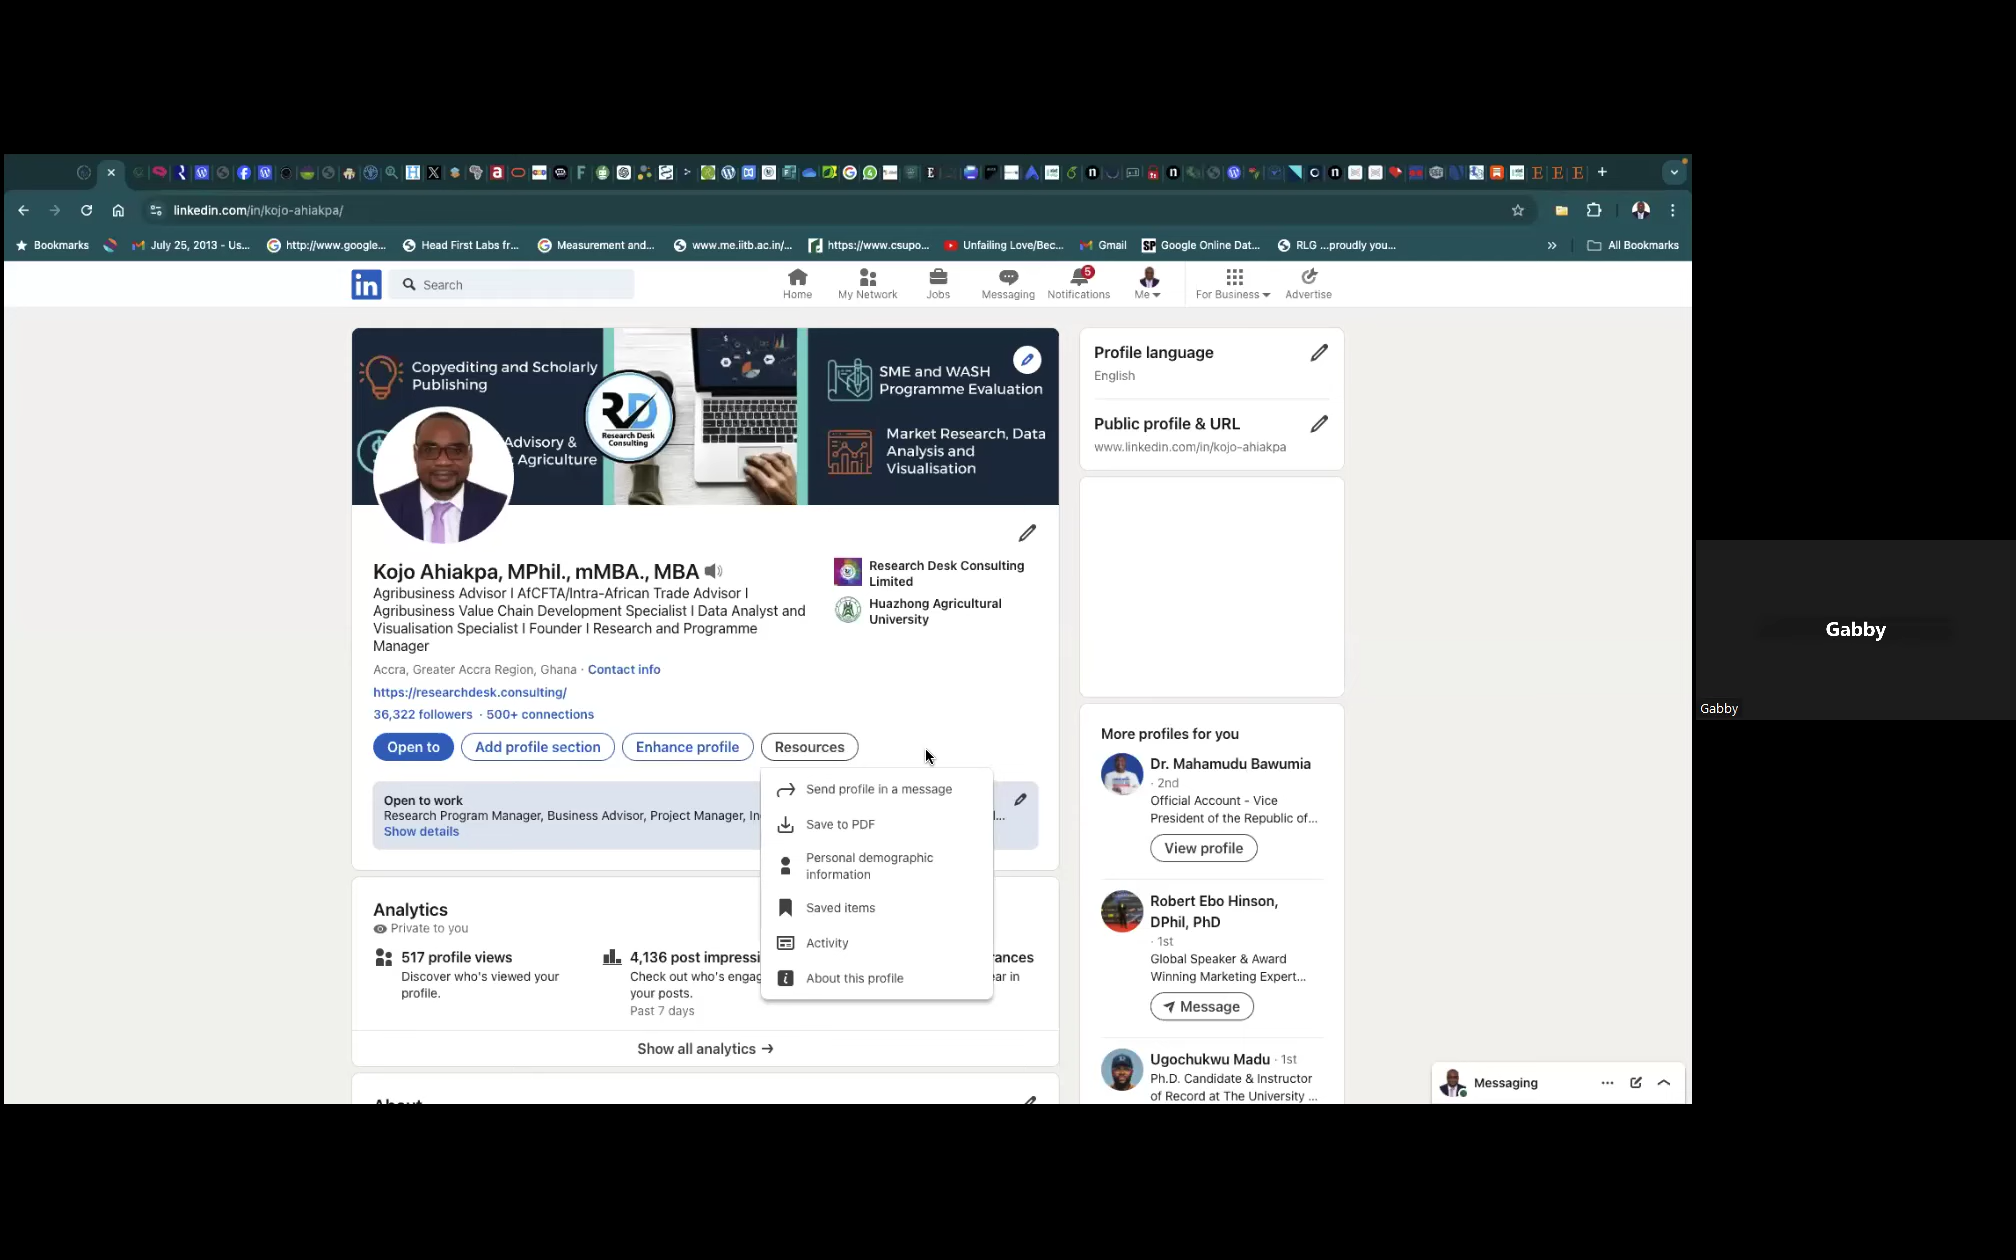 linkedin.com/in/kojo-ahiakpa/
Bookmarks
July 25, 2013 - Us...
http://www.google...
Head First Labs fr...
Measurement and...
www.me.iitb.ac.in/...
https://www.csupo...
Unfailing Love/Bec...
Gmail
Google Online Dat...
RLG ...proudly you...
All Bookmarks
in
Search
Home
My Network
Jobs
Messaging
5
Notifications
Me
For Business
Advertise
Copyediting and Scholarly
Publishing
Advisory &
Agriculture
RD
Research Desk
Consulting
SME and WASH
Programme Evaluation
Market Research, Data
Analysis and
Visualisation
Kojo Ahiakpa, MPhil., mMBA., MBA
Agribusiness Advisor I AfCFTA/Intra-African Trade Advisor I
Agribusiness Value Chain Development Specialist I Data Analyst and
Visualisation Specialist I Founder I Research and Programme
Manager
Research Desk Consulting
Limited
Huazhong Agricultural
University
Accra, Greater Accra Region, Ghana · Contact info
https://researchdesk.consulting/
36,322 followers · 500+ connections
Open to
Add profile section
Enhance profile
Resources
Send profile in a message
Save to PDF
Personal demographic
information
Saved items
Activity
About this profile
Open to work
Research Program Manager, Business Advisor, Project Manager, In
l...
Show details
Analytics
Private to you
517 profile views
Discover who's viewed your
profile.
4,136 post impressi
Check out who's engag
your posts.
Past 7 days
rances
ear in
Show all analytics →
About
Profile language
English
Public profile & URL
www.linkedin.com/in/kojo-ahiakpa
More profiles for you
Dr. Mahamudu Bawumia
· 2nd
Official Account - Vice
President of the Republic of...
View profile
Robert Ebo Hinson,
DPhil, PhD
· 1st
Global Speaker & Award
Winning Marketing Expert...
Message
Ugochukwu Madu · 1st
Ph.D. Candidate & Instructor
of Record at The University ...
Messaging
Gabby
Gabby